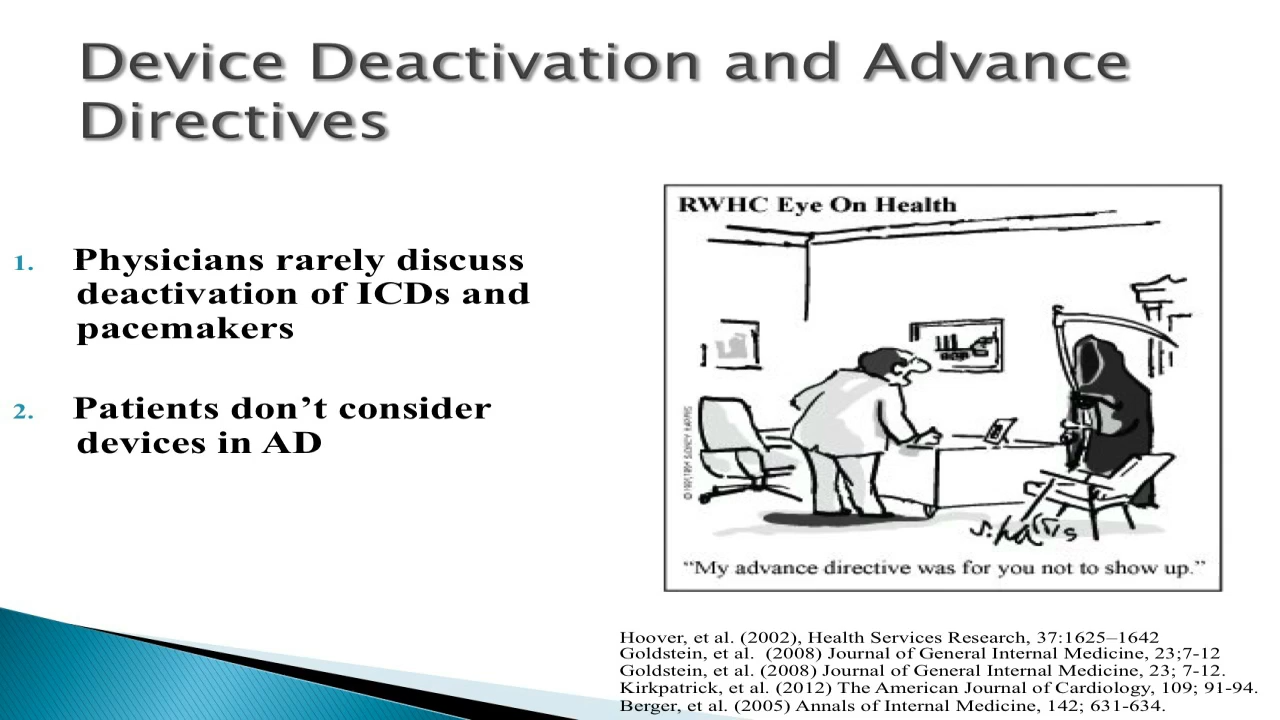 Device Deactivation and Advance
Directives
1. Physicians rarely discuss
deactivation of ICDs and
pacemakers
2. Patients don’t consider
devices in AD
RWHC Eye On Health
S. Harris
“My advance directive was for you not to show up.”
Hoover, et al. (2002), Health Services Research, 37:1625–1642
Goldstein, et al. (2008) Journal of General Internal Medicine, 23;7-12
Goldstein, et al. (2008) Journal of General Internal Medicine, 23; 7-12.
Kirkpatrick, et al. (2012) The American Journal of Cardiology, 109; 91-94.
Berger, et al. (2005) Annals of Internal Medicine, 142; 631-634.